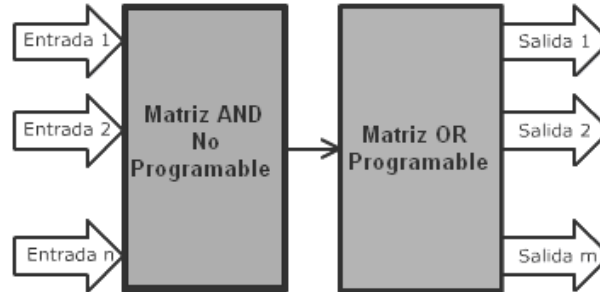 Entrada 1
Entrada 2
Entrada n
Matriz AND
No
Programable
Matriz OR
Programable
Salida 1
Salida 2
Salida m